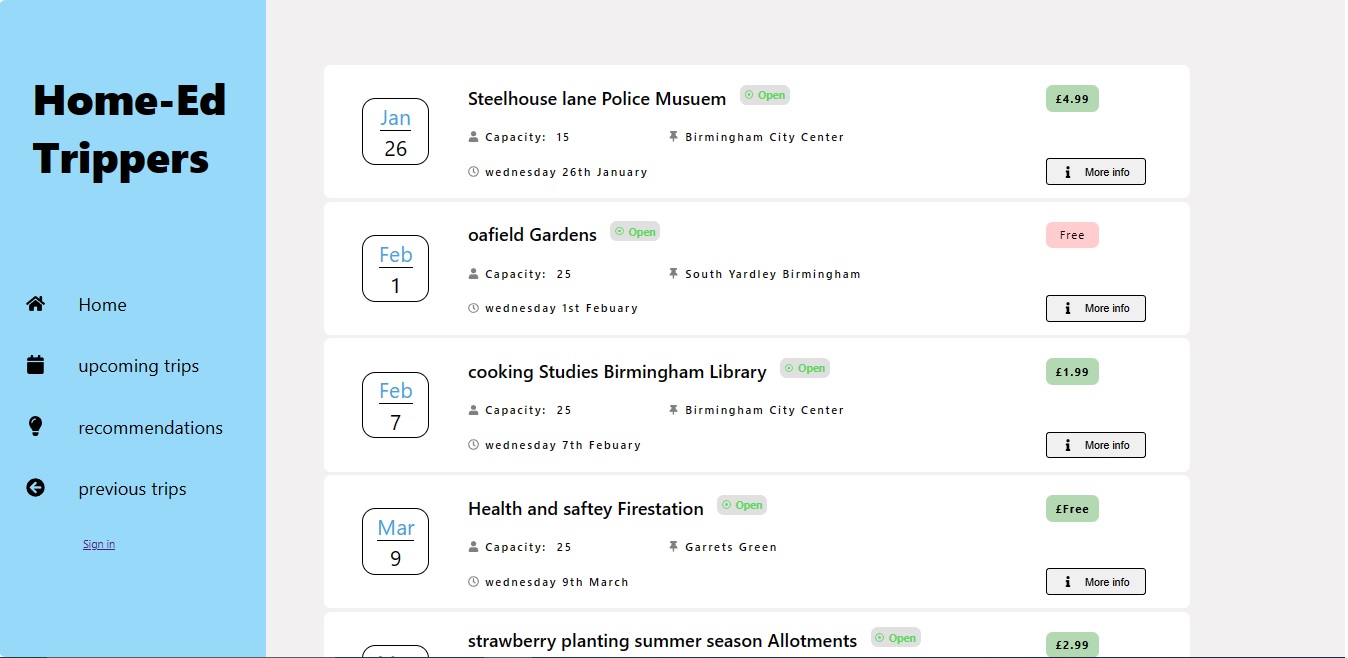 Home-Ed
Trippers
Home
upcoming trips
recommendations
previous trips
Sign in
Jan
26
Steelhouse lane Police Musuem Open £4.99
Capacity: 15 Birmingham City Center
wednesday 26th January More info
Feb
1
oafield Gardens Open Free
Capacity: 25 South Yardley Birmingham
wednesday 1st Febuary More info
Feb
7
cooking Studies Birmingham Library Open £1.99
Capacity: 25 Birmingham City Center
wednesday 7th Febuary More info
Mar
9
Health and saftey Firestation Open £Free
Capacity: 25 Garrets Green
wednesday 9th March More info
strawberry planting summer season Allotments Open £2.99